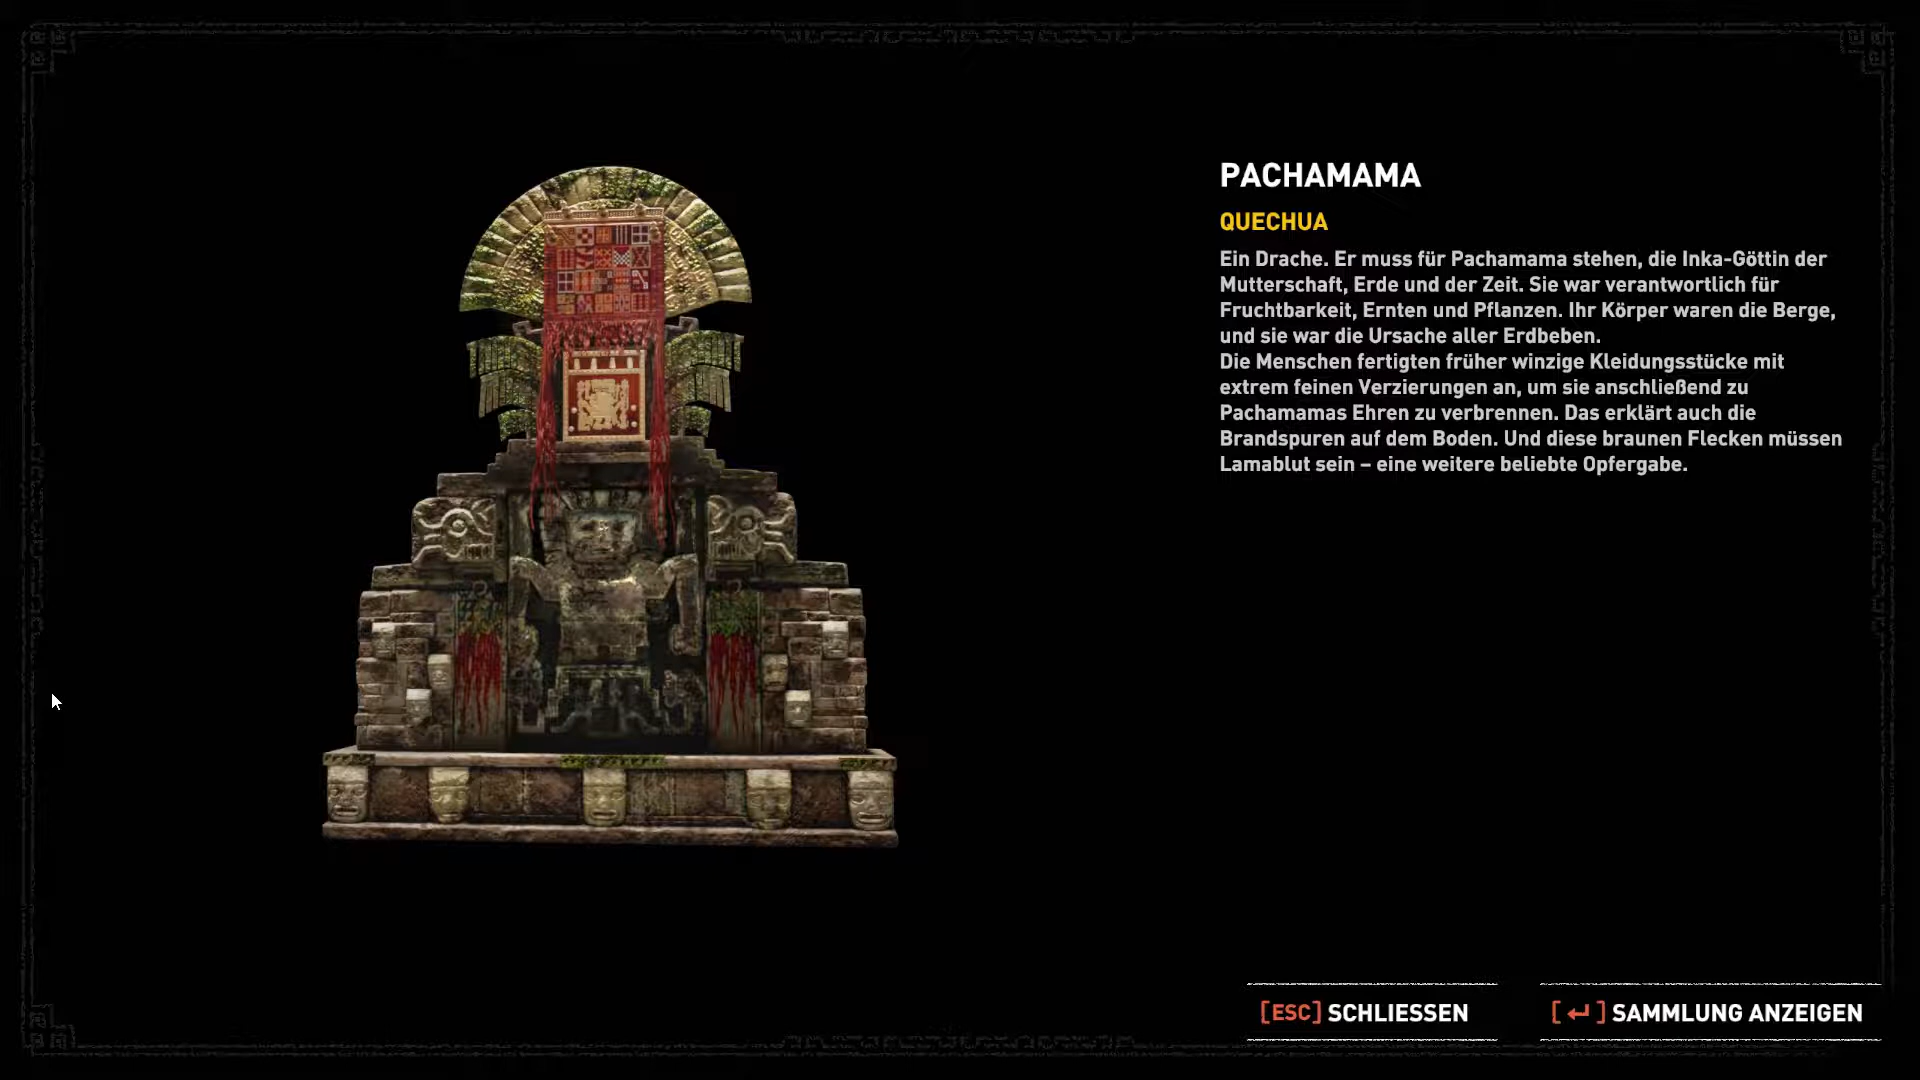 PACHAMAMA
QUECHUA
Ein Drache. Er muss für Pachamama stehen, die Inka-Göttin der
Mutterschaft, Erde und der Zeit. Sie war verantwortlich für
Fruchtbarkeit, Ernten und Pflanzen. Ihr Körper waren die Berge,
und sie war die Ursache aller Erdbeben.
Die Menschen fertigten früher winzige Kleidungsstücke mit
extrem feinen Verzierungen an, um sie anschließend zu
Pachamamas Ehren zu verbrennen. Das erklärt auch die
Brandspuren auf dem Boden. Und diese braunen Flecken müssen
Lamablut sein – eine weitere beliebte Opfergabe.
[ESC] SCHLIESSEN
[↵] SAMMLUNG ANZEIGEN